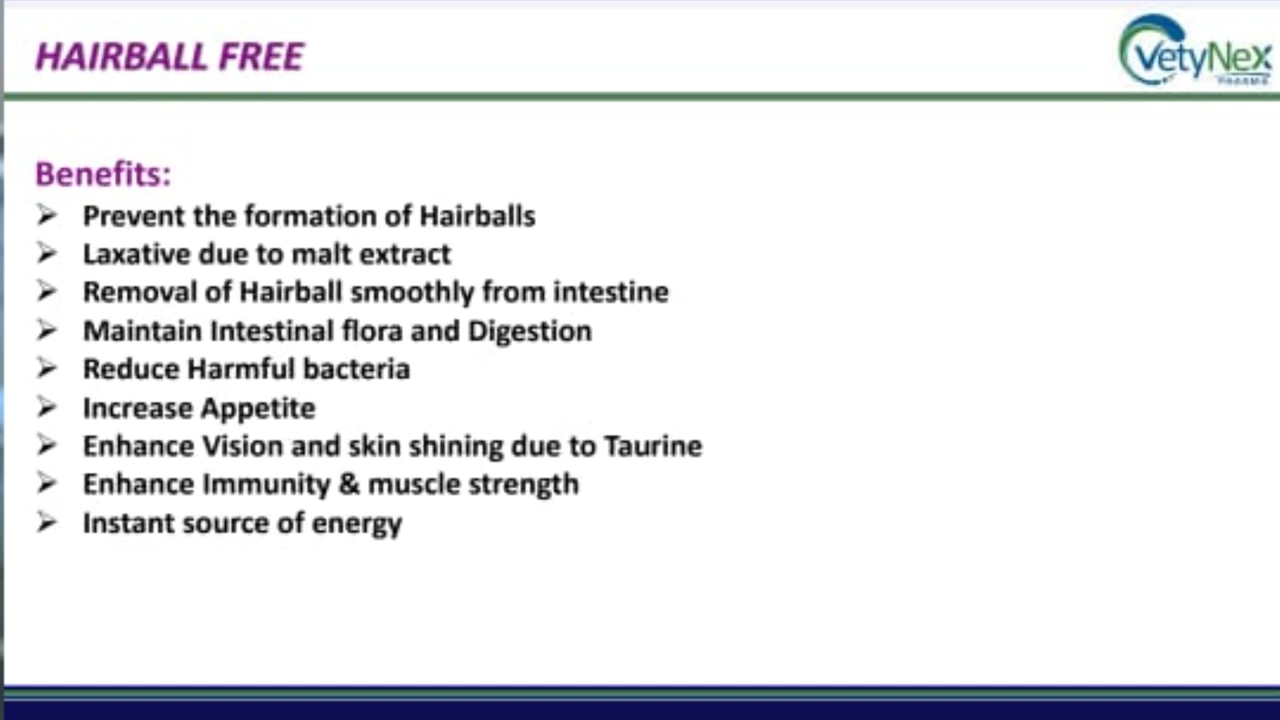 HAIRBALL FREE
VetyNex
PHARMA
Benefits:
➢ Prevent the formation of Hairballs
➢ Laxative due to malt extract
➢ Removal of Hairball smoothly from intestine
➢ Maintain Intestinal flora and Digestion
➢ Reduce Harmful bacteria
➢ Increase Appetite
➢ Enhance Vision and skin shining due to Taurine
➢ Enhance Immunity & muscle strength
➢ Instant source of energy